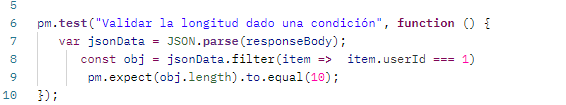 5
6 pm.test("Validar la longitud dado una condición", function () {
7 var jsonData = JSON.parse(responseBody);
8 const obj = jsonData.filter(item => item.userId === 1)
9 pm.expect(obj.length).to.equal(10);
10 });